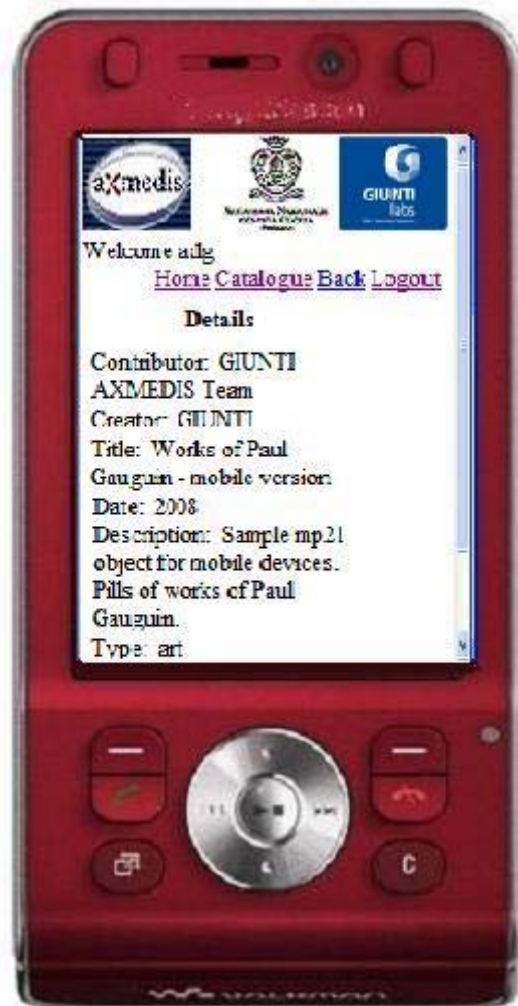 axmedis
GIUNTI
labs
Welcome adg
Home Catalogue Back Logout
Details
Contributor: GIUNTI
AXMEDIS Team
Creator: GIUNTI
Title: Works of Paul
Gauguin - mobile version
Date: 2008
Description: Sample mp21
object for mobile devices.
Pills of works of Paul
Gauguin.
Type: art
C
WALKMAN